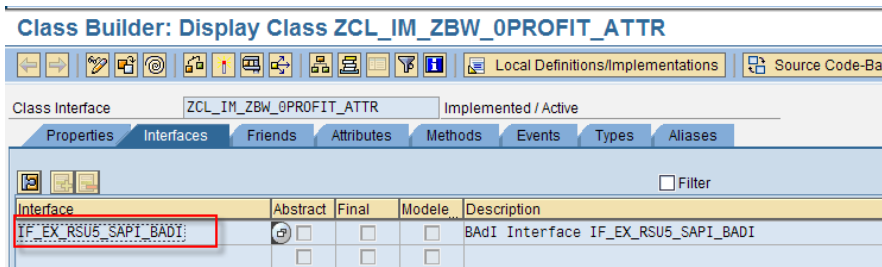 Class Builder: Display Class ZCL_IM_ZBW_0PROFIT_ATTR
Local Definitions/Implementations Source Code-Ba
Class Interface ZCL_IM_ZBW_0PROFIT_ATTR Implemented / Active
Properties Interfaces Friends Attributes Methods Events Types Aliases
Filter
Interface Abstract Final Modele... Description
IF_EX_RSU5_SAPI_BADI BAdI Interface IF_EX_RSU5_SAPI_BADI